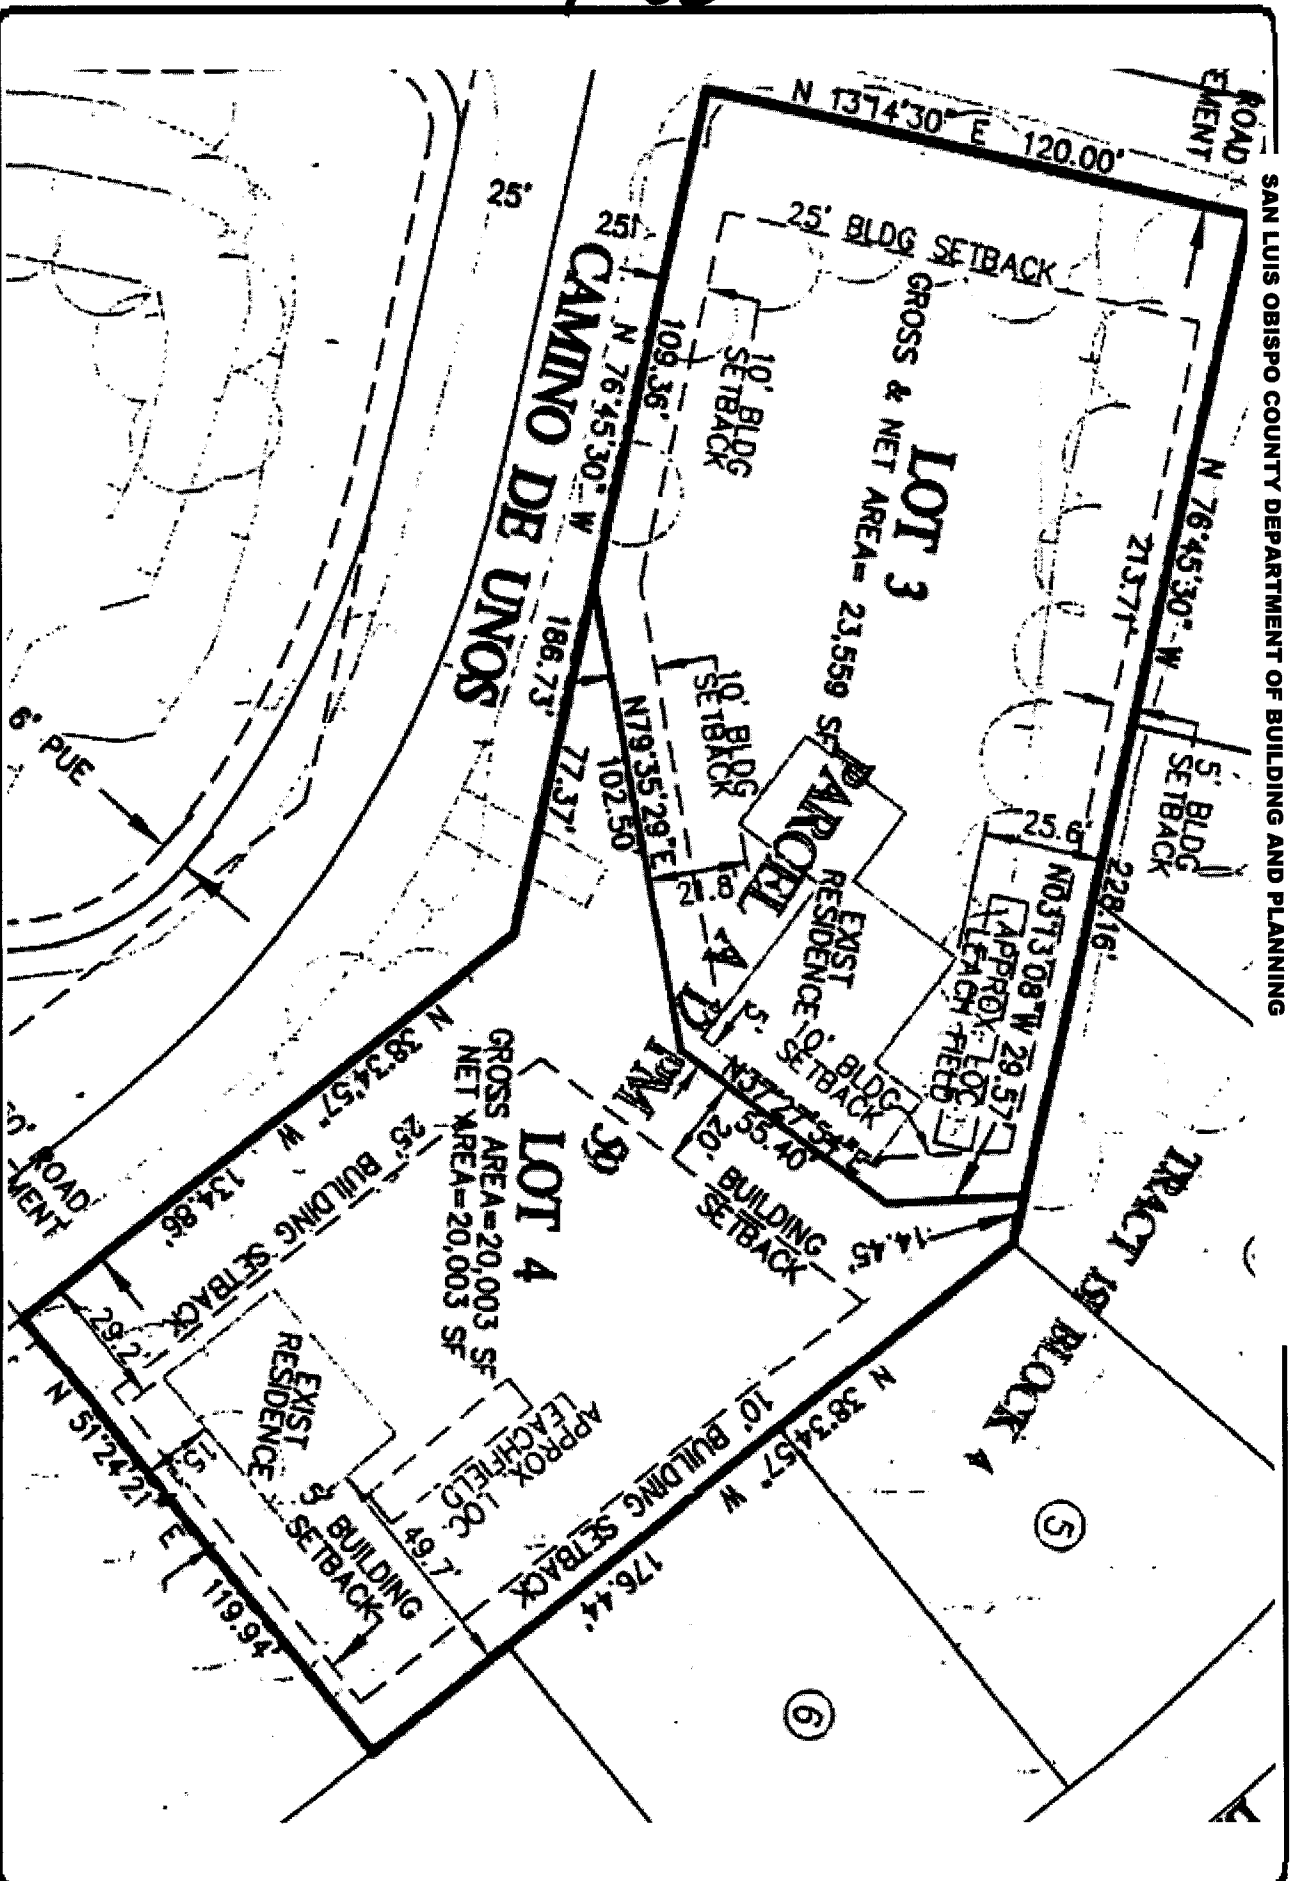 SAN LUIS OBISPO COUNTY DEPARTMENT OF BUILDING AND PLANNING
ROAD
EMENT
N 13°14'30" E 120.00'
25' BLDG SETBACK
N 76°45'30" W
213.71'
228.16'
5' BLDG
SETBACK
LOT 3
GROSS & NET AREA= 23,559 SF
10' BLDG
SETBACK
109.36'
N 76°45'30" W
186.73'
77.37'
25'
25'
CAMINO DE UNOS
10' BLDG
SETBACK
N79°35'29"E
102.50
21.8'
25.6'
N03°13'08"W 29.57'
APPROX. LOC
LEACH FIELD
EXIST
RESIDENCE
10' BLDG
SETBACK
5'
PARCEL
PM 39
N37°27'54"E
55.40'
20'
BUILDING
SETBACK
14.45'
TRACT
BLOCK 4
5
6
6' PUE
LOT 4
GROSS AREA=20,003 SF
NET AREA=20,003 SF
N 38°34'57" W
134.86'
25' BUILDING SETBACK
ROAD
MENT
29.2'
EXIST
RESIDENCE
15.
APPROX. LOC
LEACHFIELD
49.7'
5' BUILDING
SETBACK
10' BUILDING SETBACK
N 38°34'57" W
176.44'
N 51°24'21" E
119.94'